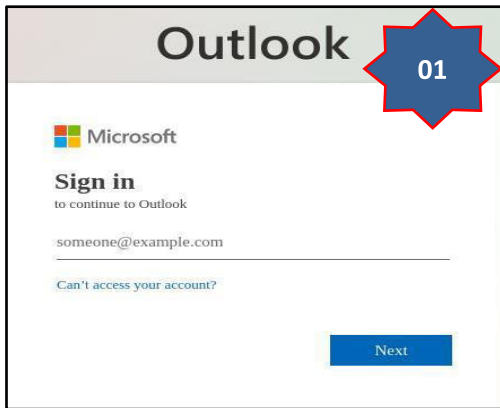 Outlook
01
Microsoft
Sign in
to continue to Outlook
someone@example.com
Can't access your account?
Next